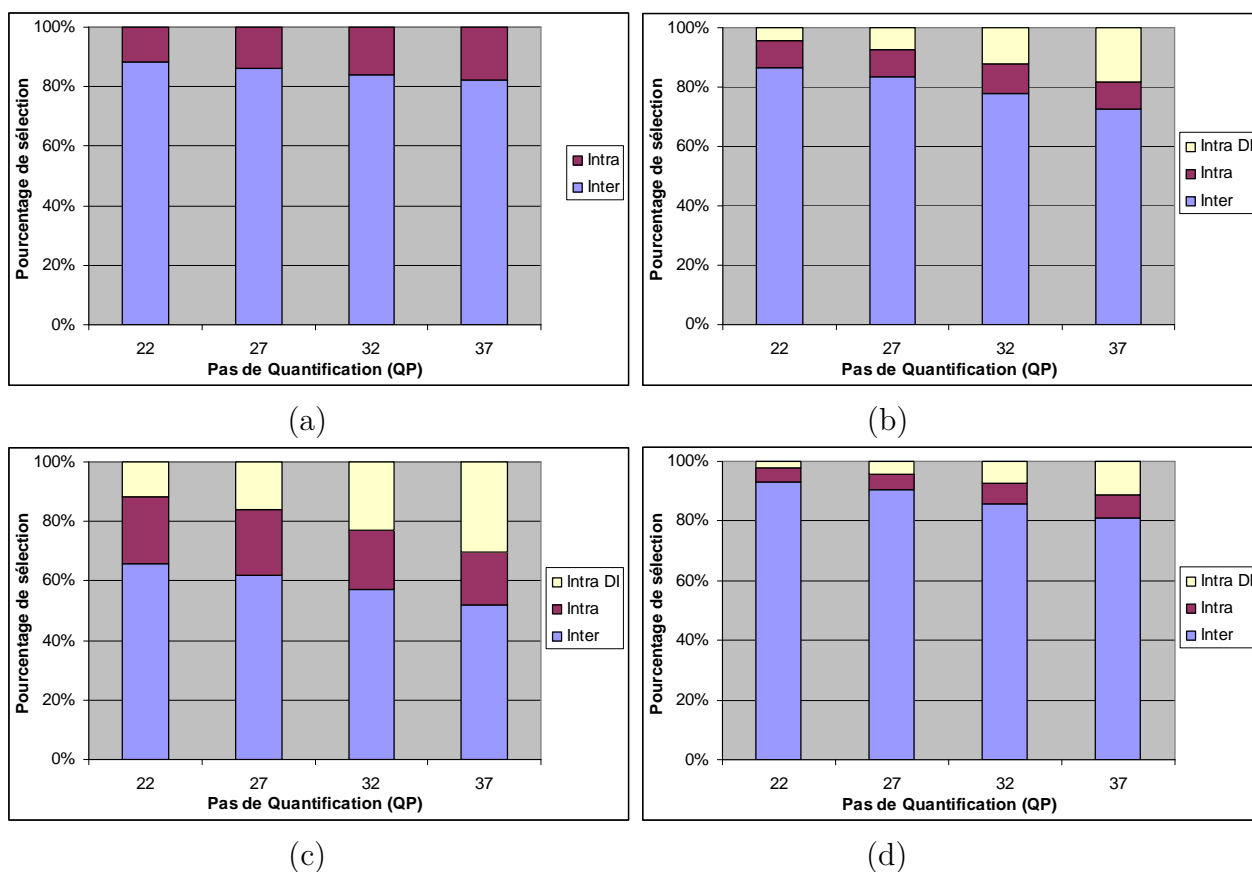 100%
80%
60%
40%
20%
0%
Pourcentage de sélection
22 27 32 37
Pas de Quantification (QP)
Intra
Inter
(a)
100%
80%
60%
40%
20%
0%
Pourcentage de sélection
22 27 32 37
Pas de Quantification (QP)
Intra DI
Intra
Inter
(b)
100%
80%
60%
40%
20%
0%
Pourcentage de sélection
22 27 32 37
Pas de Quantification (QP)
Intra DI
Intra
Inter
(c)
100%
80%
60%
40%
20%
0%
Pourcentage de sélection
22 27 32 37
Pas de Quantification (QP)
Intra DI
Intra
Inter
(d)